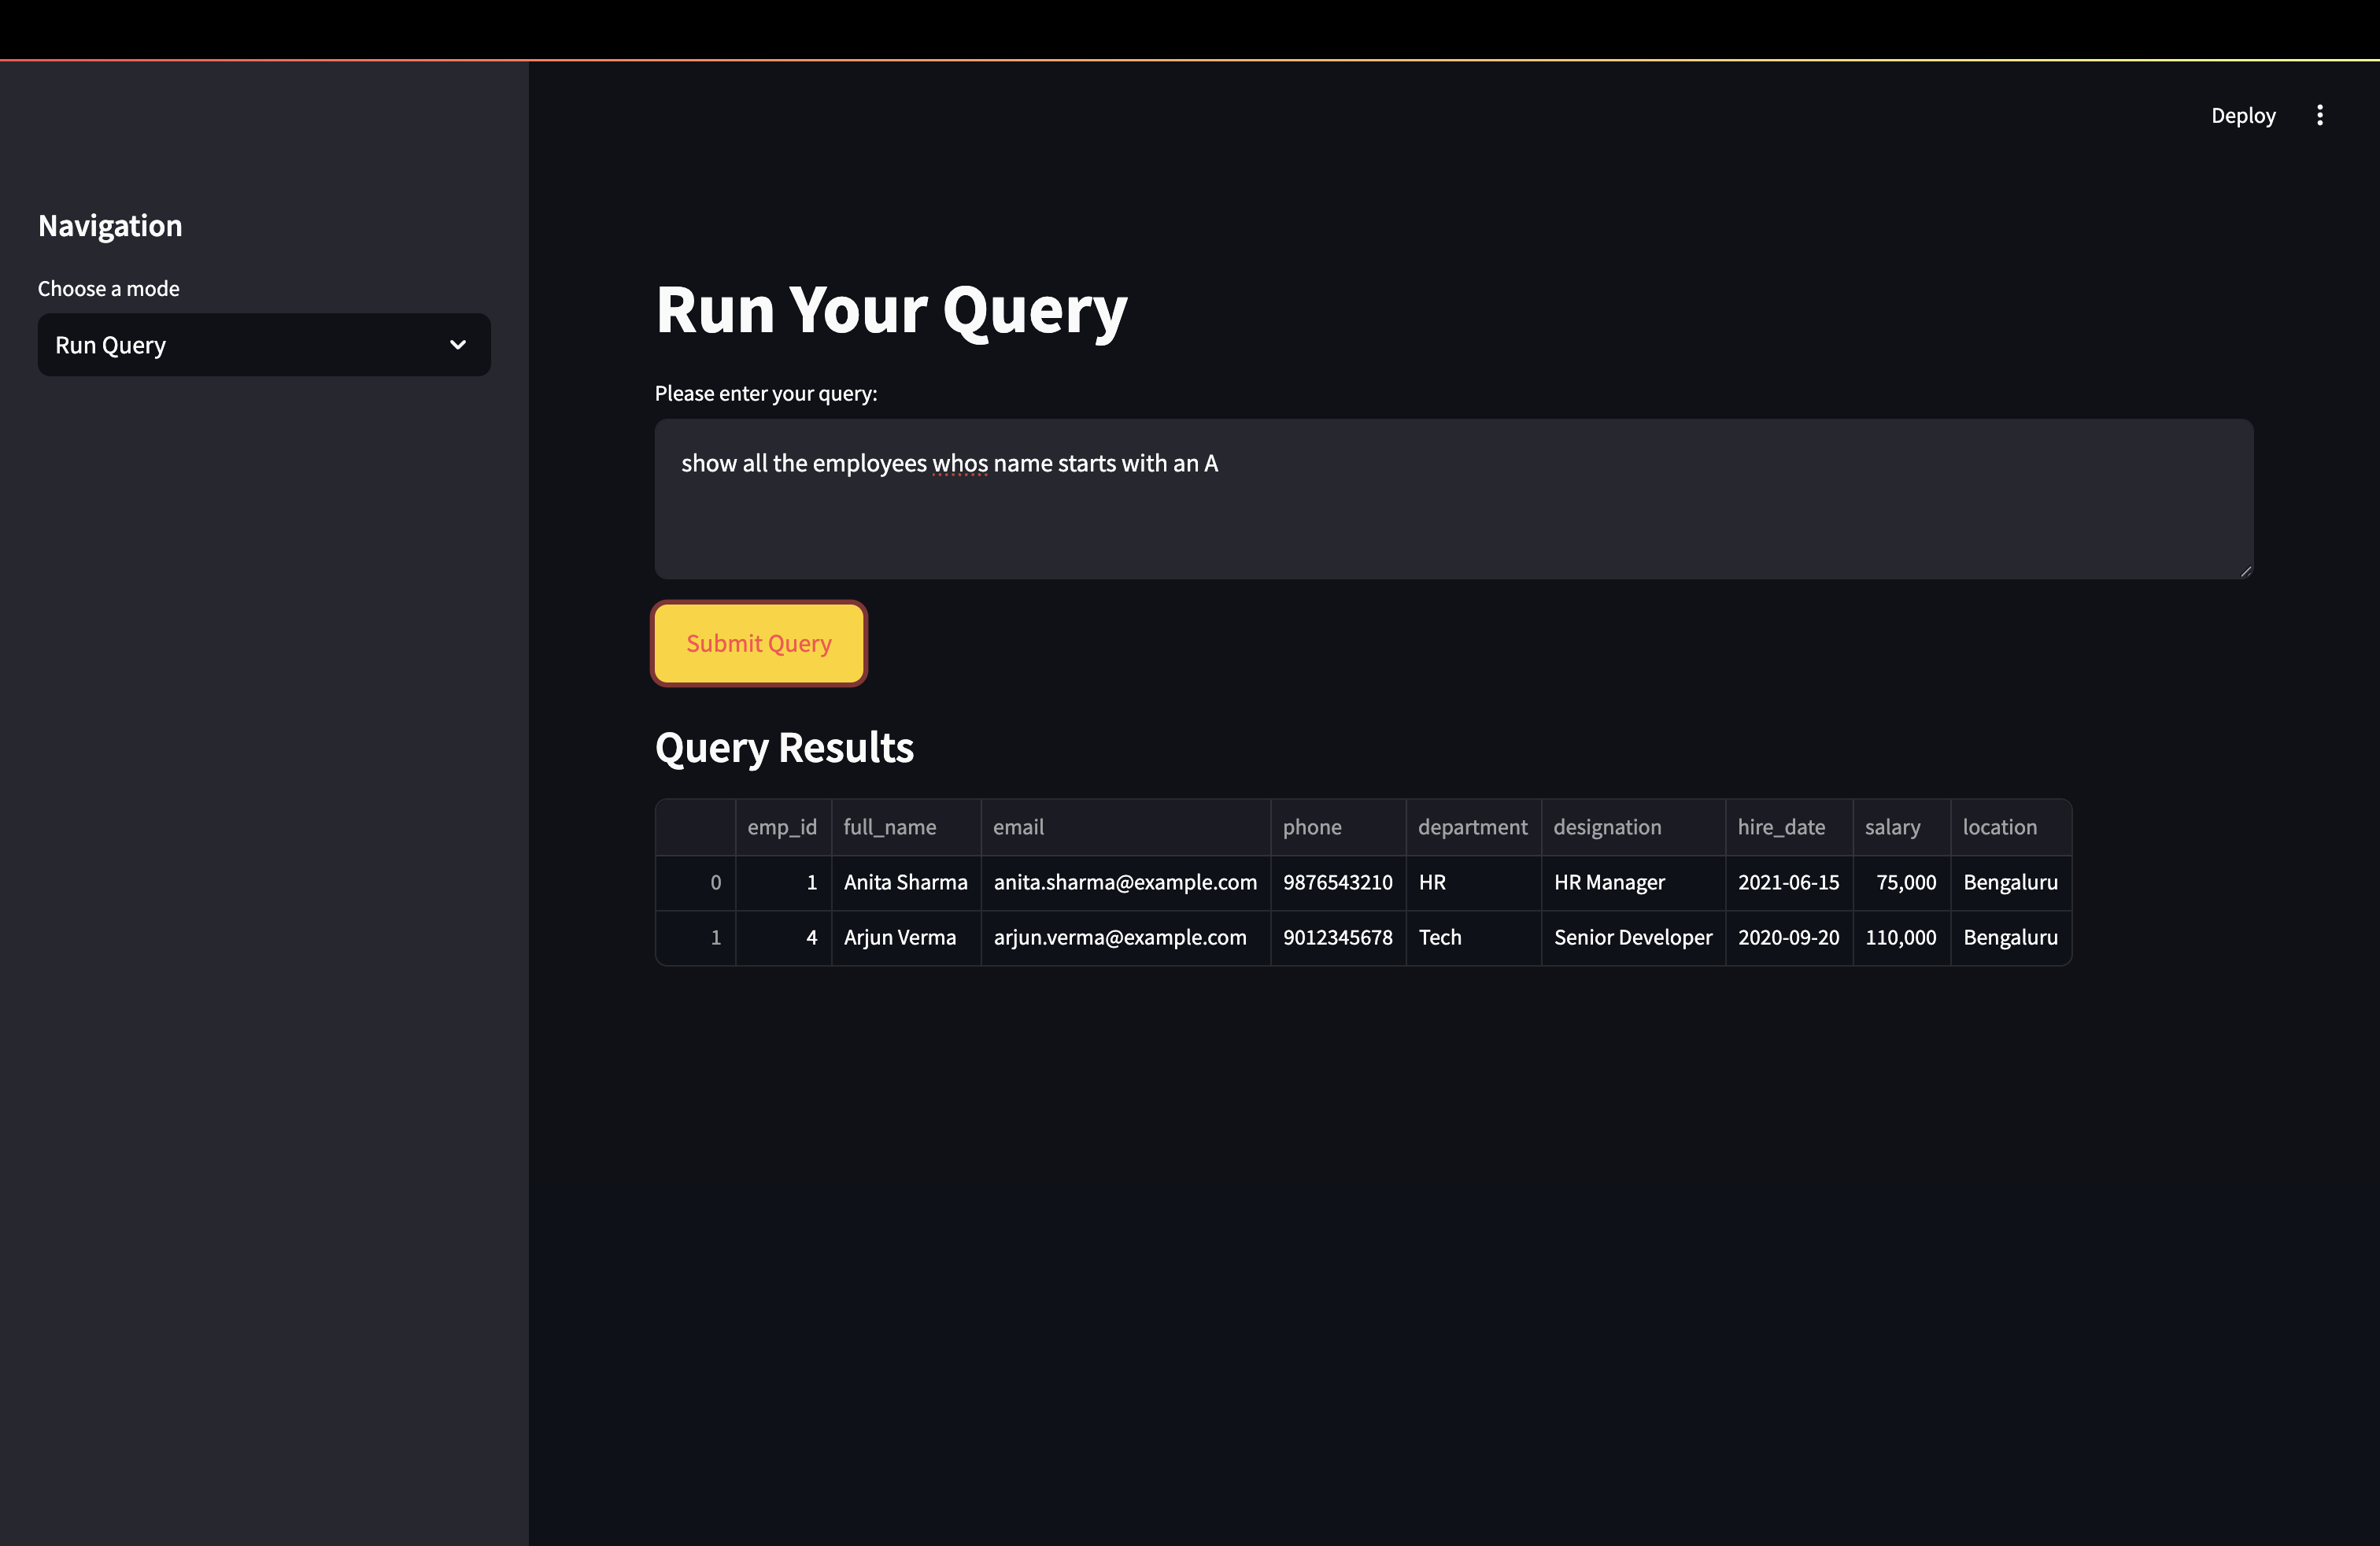 Deploy
Navigation
Choose a mode
Run Query
Run Your Query
Please enter your query:
show all the employees whos name starts with an A
Submit Query
Query Results
emp_id full_name email phone department designation hire_date salary location
0 1 Anita Sharma anita.sharma@example.com 9876543210 HR HR Manager 2021-06-15 75,000 Bengaluru
1 4 Arjun Verma arjun.verma@example.com 9012345678 Tech Senior Developer 2020-09-20 110,000 Bengaluru